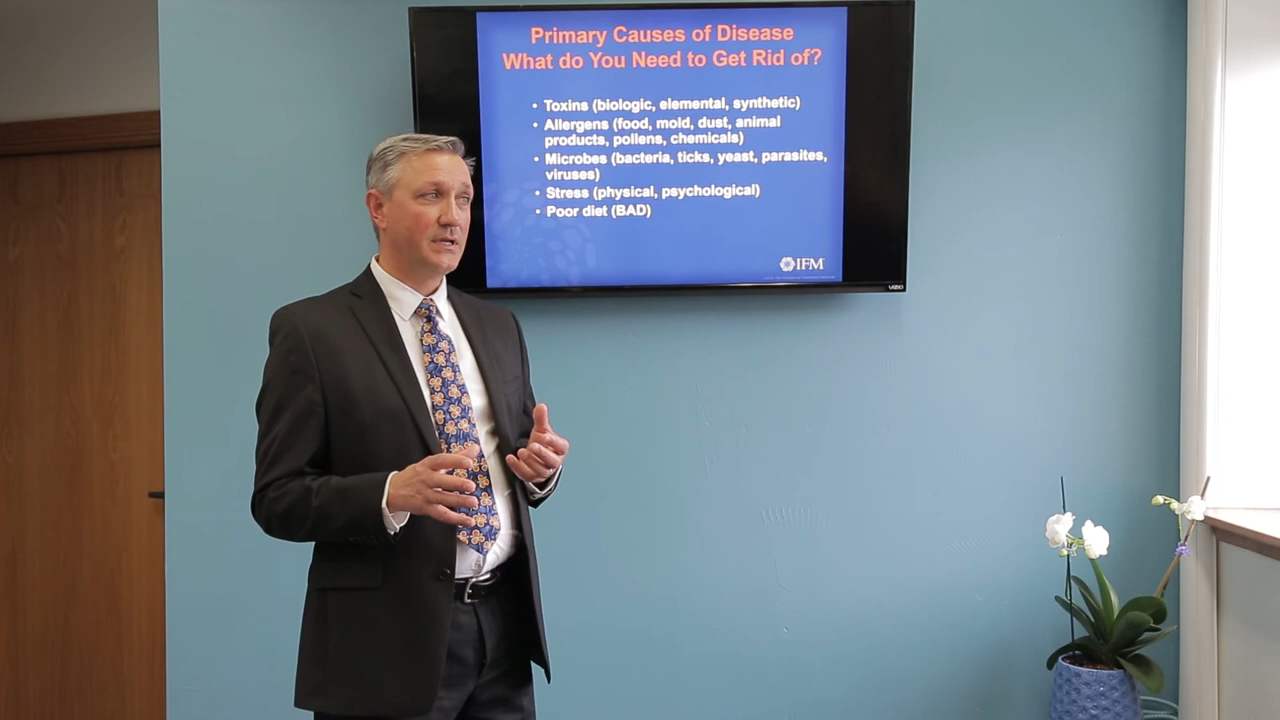 Primary Causes of Disease
What do You Need to Get Rid of?
• Toxins (biologic, elemental, synthetic)
• Allergens (food, mold, dust, animal
products, pollens, chemicals)
• Microbes (bacteria, ticks, yeast, parasites,
viruses)
• Stress (physical, psychological)
• Poor diet (BAD)
IFM
VIZIO